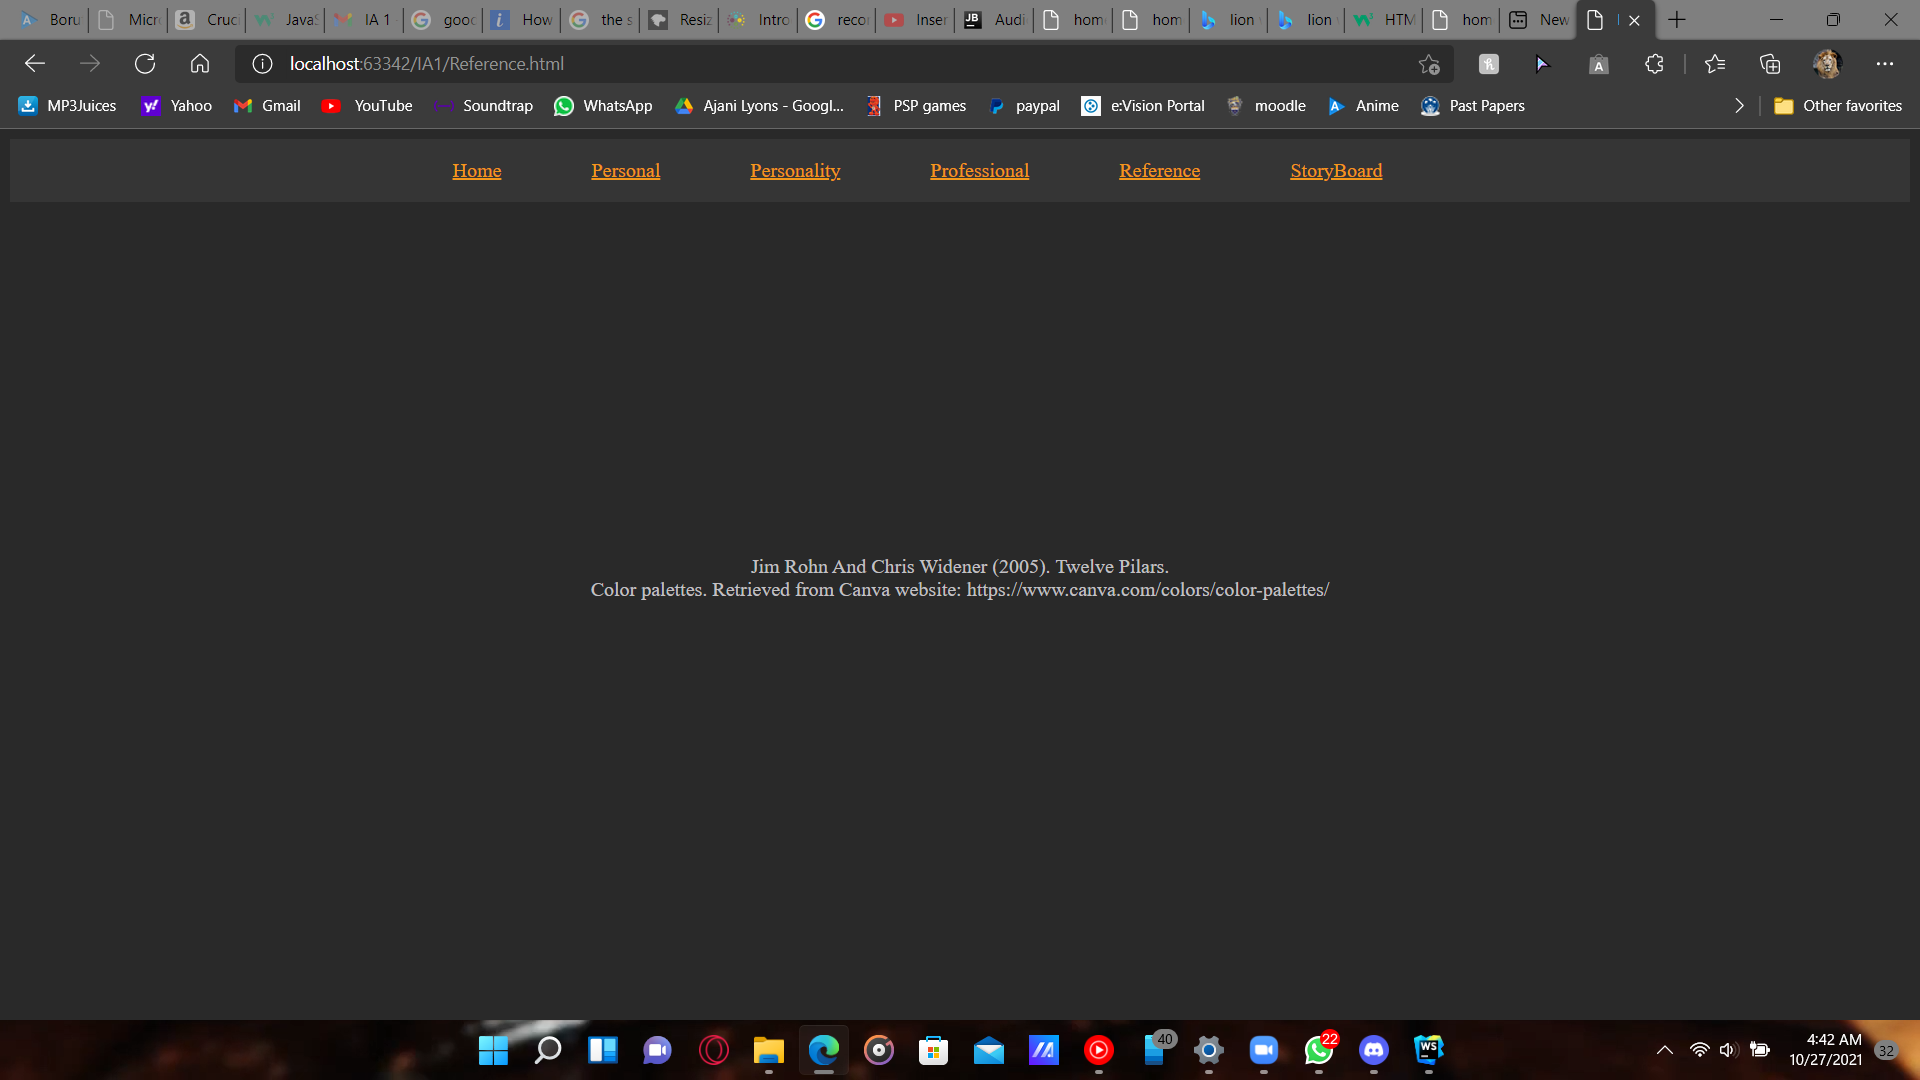 Boru
Micr
Cruc
JavaS
IA 1
gooc
How
the s
Resiz
Intro
reco
Inser
Audi
hom
hom
lion
lion
HTM
hom
New
localhost:63342/IA1/Reference.html
MP3Juices
Yahoo
Gmail
YouTube
Soundtrap
WhatsApp
Ajani Lyons - Googl...
PSP games
paypal
e:Vision Portal
moodle
Anime
Past Papers
Other favorites
Home
Personal
Personality
Professional
Reference
StoryBoard
Jim Rohn And Chris Widener (2005). Twelve Pilars.
Color palettes. Retrieved from Canva website: https://www.canva.com/colors/color-palettes/
40
22
4:42 AM
10/27/2021
32